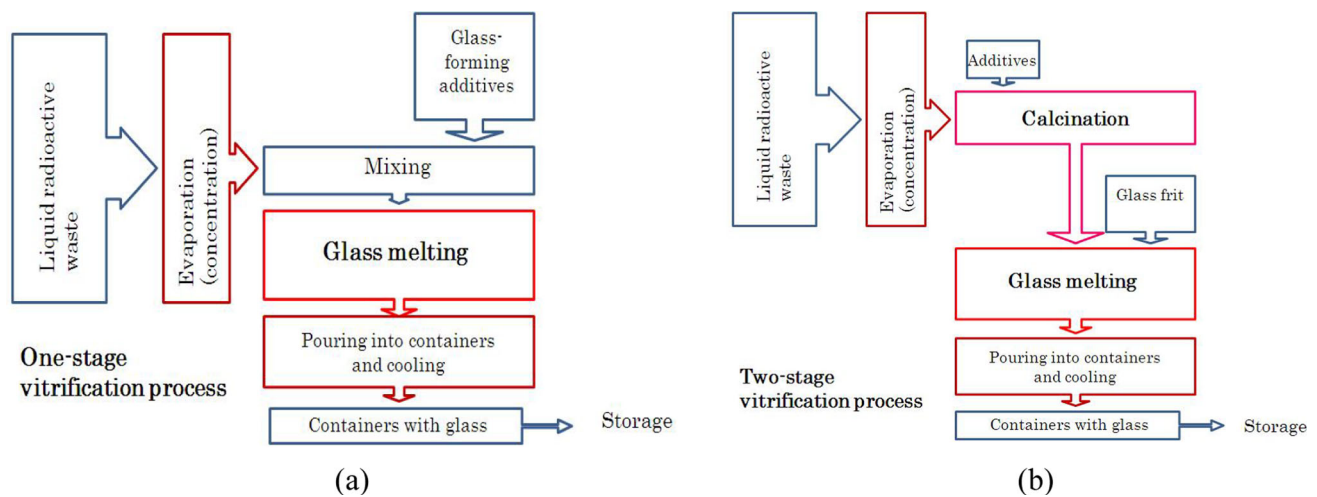 Liquid radioactive
waste
Evaporation
(concentration)
Glass-
forming
additives
Mixing
Glass melting
Pouring into containers
and cooling
Containers with glass
Storage
One-stage
vitrification process
(a)
Liquid radioactive
waste
Evaporation
(concentration)
Additives
Calcination
Glass frit
Glass melting
Pouring into containers
and cooling
Containers with glass
Storage
Two-stage
vitrification process
(b)